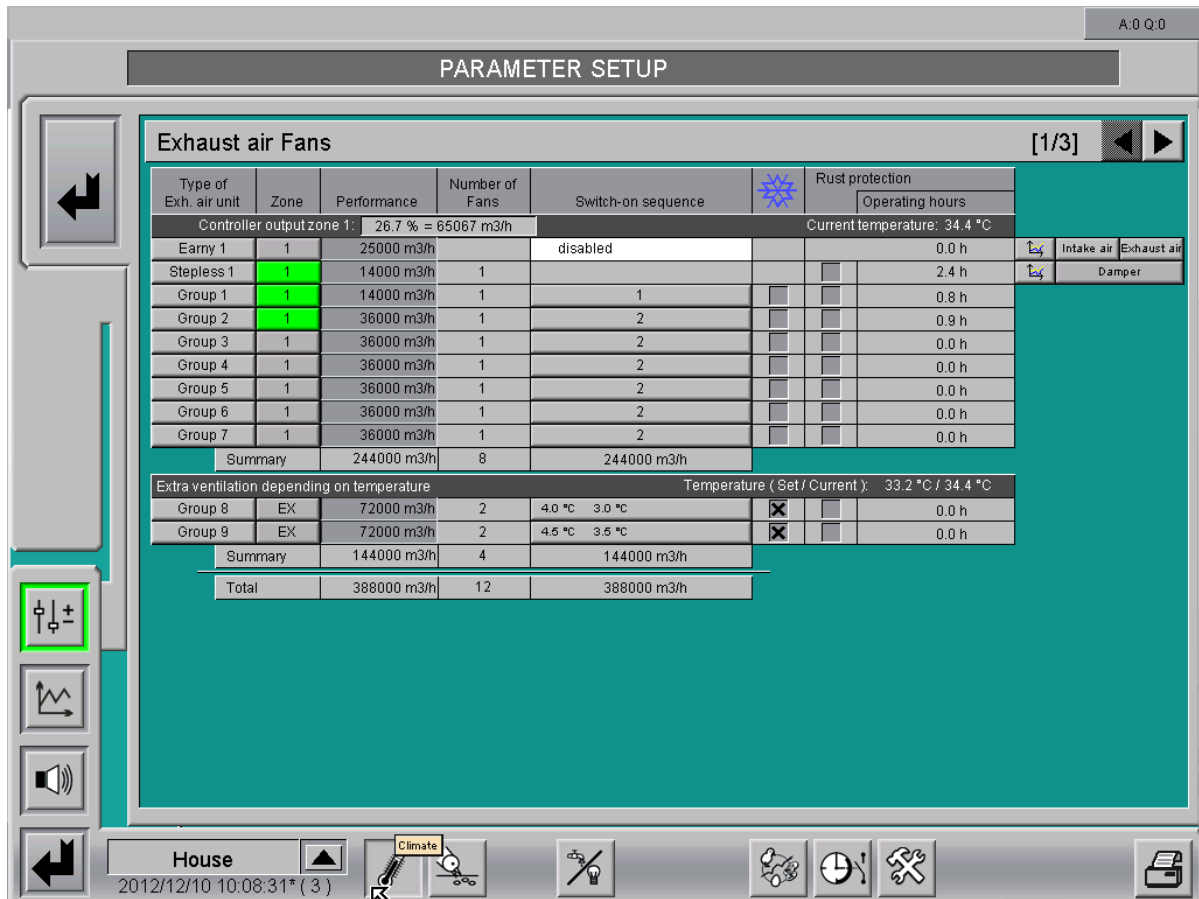 A:0 Q:0
PARAMETER SETUP
Exhaust air Fans [1/3]
Type of Exh. air unit Zone Performance Number of Fans Switch-on sequence Rust protection Operating hours
Controller output zone 1: 26.7 % = 65067 m3/h Current temperature: 34.4 °C
Earny 1 1 25000 m3/h disabled 0.0 h Intake air Exhaust air
Stepless 1 1 14000 m3/h 1 2.4 h Damper
Group 1 1 14000 m3/h 1 1 0.8 h
Group 2 1 36000 m3/h 1 2 0.9 h
Group 3 1 36000 m3/h 1 2 0.0 h
Group 4 1 36000 m3/h 1 2 0.0 h
Group 5 1 36000 m3/h 1 2 0.0 h
Group 6 1 36000 m3/h 1 2 0.0 h
Group 7 1 36000 m3/h 1 2 0.0 h
Summary 244000 m3/h 8 244000 m3/h
Extra ventilation depending on temperature Temperature ( Set / Current ): 33.2 °C / 34.4 °C
Group 8 EX 72000 m3/h 2 4.0 °C 3.0 °C 0.0 h
Group 9 EX 72000 m3/h 2 4.5 °C 3.5 °C 0.0 h
Summary 144000 m3/h 4 144000 m3/h
Total 388000 m3/h 12 388000 m3/h
Climate
House
2012/12/10 10:08:31* ( 3 )